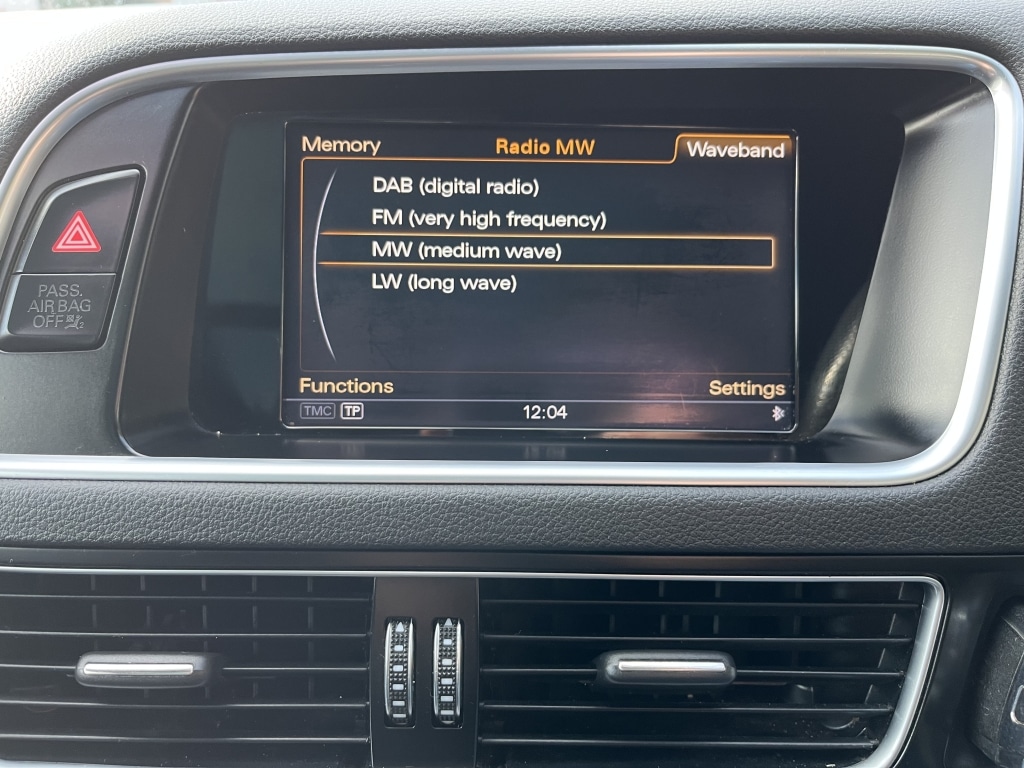 Memory Radio MW Waveband
DAB (digital radio)
FM (very high frequency)
MW (medium wave)
LW (long wave)
Functions Settings
TMC TP 12:04
PASS.
AIR BAG
OFF